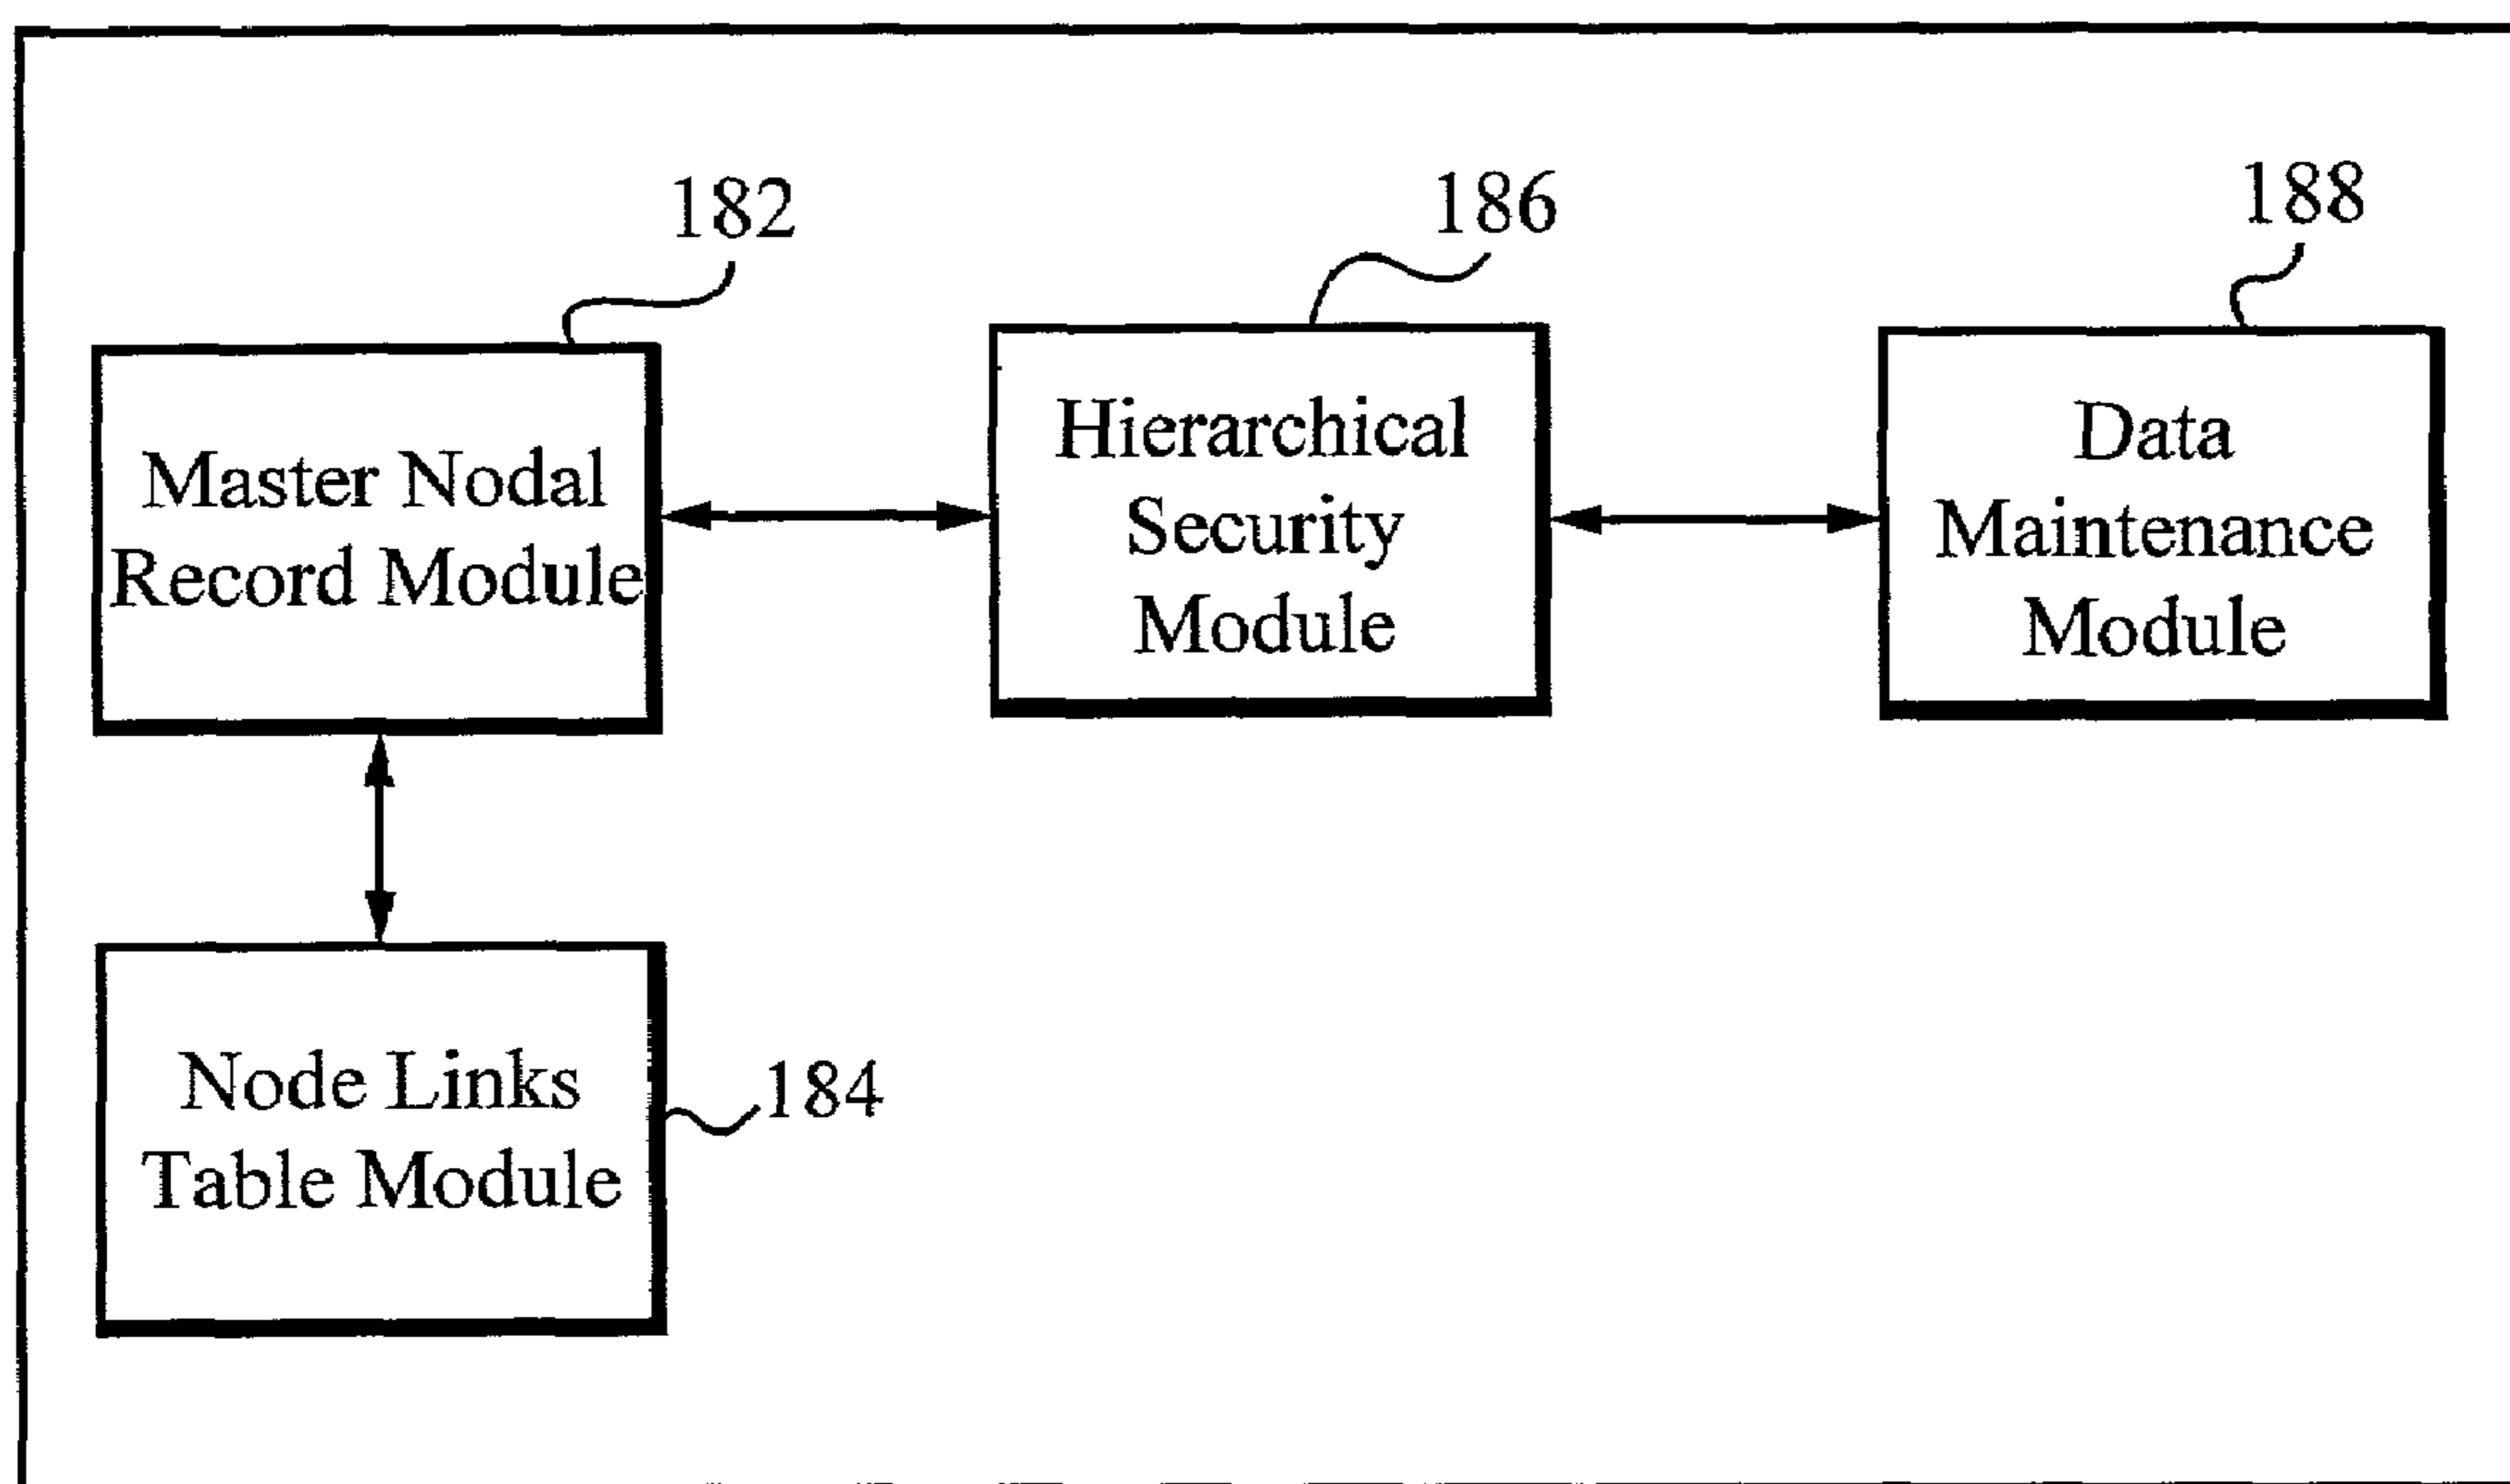 182
186
188
Master Nodal
Record Module
Hierarchical
Security
Module
Data
Maintenance
Module
Node Links
Table Module
184